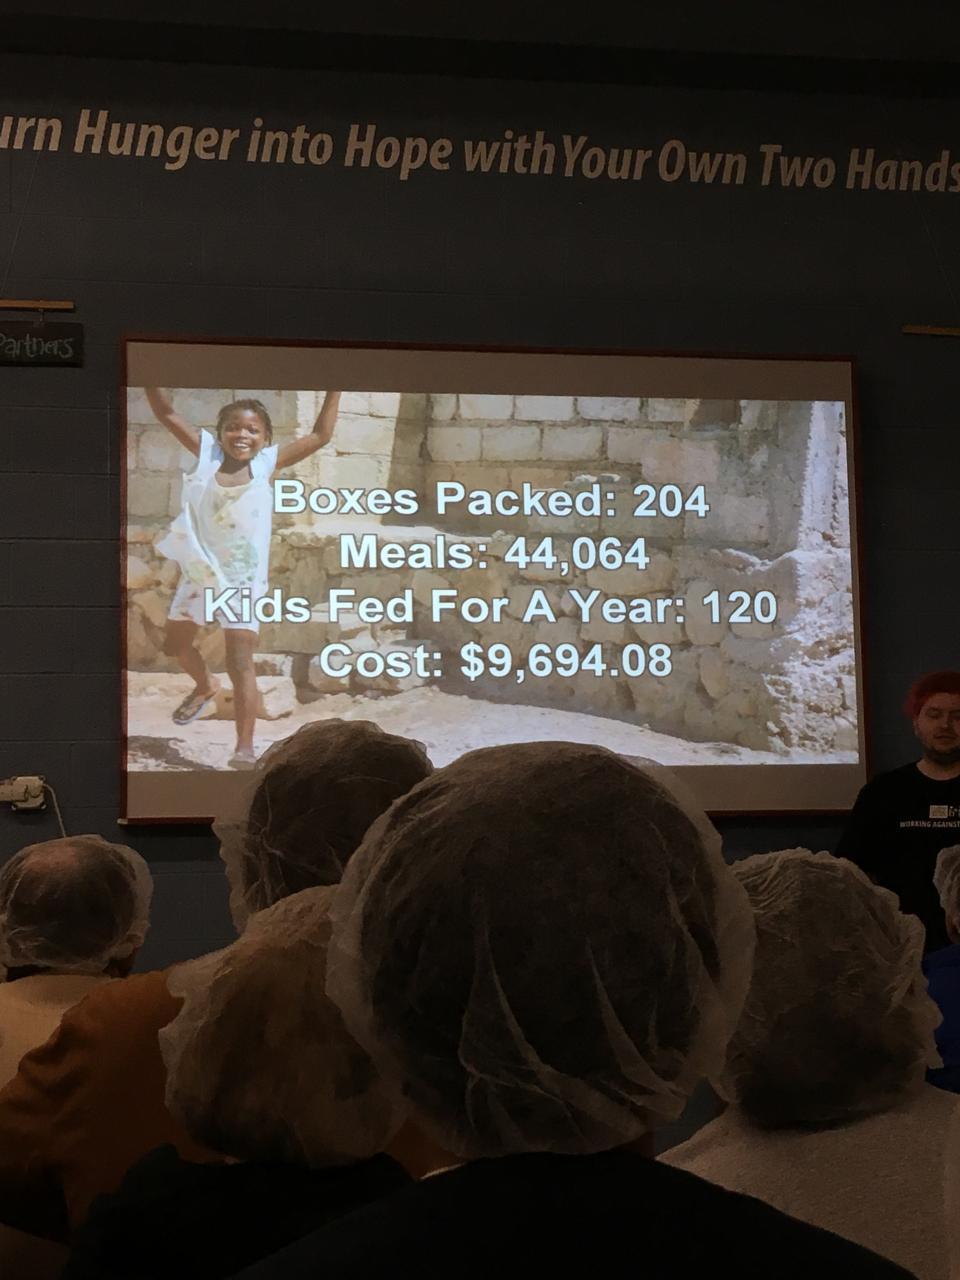 urn Hunger into Hope with Your Own Two Hands
Partners
Boxes Packed: 204
Meals: 44,064
Kids Fed For A Year: 120
Cost: $9,694.08
WORKING AGAINST